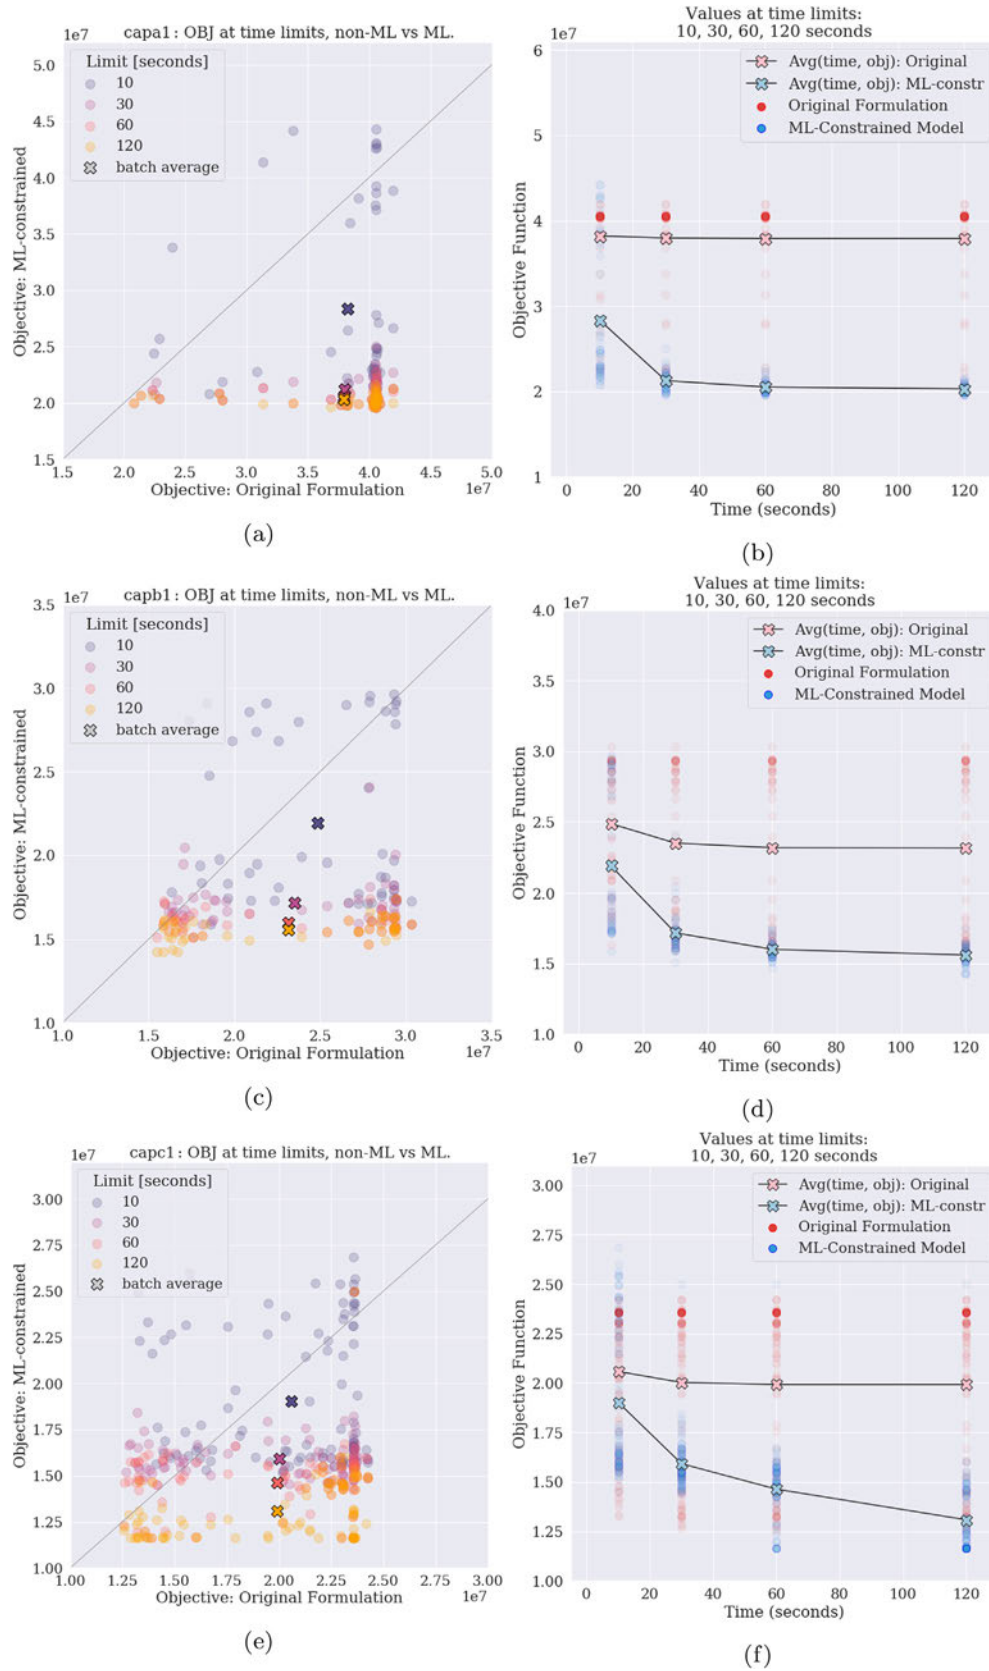 1e7
capa1: OBJ at time limits, non-ML vs ML.
Limit [seconds]
10
30
60
120
batch average
5.0
4.5
4.0
3.5
3.0
2.5
2.0
1.5
Objective: ML-constrained
1.5 2.0 2.5 3.0 3.5 4.0 4.5 5.0
Objective: Original Formulation 1e7
(a)
Values at time limits:
1e7 10, 30, 60, 120 seconds
Avg(time, obj): Original
Avg(time, obj): ML-constr
Original Formulation
ML-Constrained Model
6
5
4
3
2
1
Objective Function
0 20 40 60 80 100 120
Time (seconds)
(b)
1e7 capb1: OBJ at time limits, non-ML vs ML.
Limit [seconds]
10
30
60
120
batch average
3.5
3.0
2.5
2.0
1.5
1.0
Objective: ML-constrained
1.0 1.5 2.0 2.5 3.0 3.5
Objective: Original Formulation 1e7
(c)
Values at time limits:
1e7 10, 30, 60, 120 seconds
Avg(time, obj): Original
Avg(time, obj): ML-constr
Original Formulation
ML-Constrained Model
4.0
3.5
3.0
2.5
2.0
1.5
1.0
Objective Function
0 20 40 60 80 100 120
Time (seconds)
(d)
1e7 capc1: OBJ at time limits, non-ML vs ML.
Limit [seconds]
10
30
60
120
batch average
3.00
2.75
2.50
2.25
2.00
1.75
1.50
1.25
1.00
Objective: ML-constrained
1.00 1.25 1.50 1.75 2.00 2.25 2.50 2.75 3.00
Objective: Original Formulation 1e7
(e)
Values at time limits:
1e7 10, 30, 60, 120 seconds
Avg(time, obj): Original
Avg(time, obj): ML-constr
Original Formulation
ML-Constrained Model
3.00
2.75
2.50
2.25
2.00
1.75
1.50
1.25
1.00
Objective Function
0 20 40 60 80 100 120
Time (seconds)
(f)